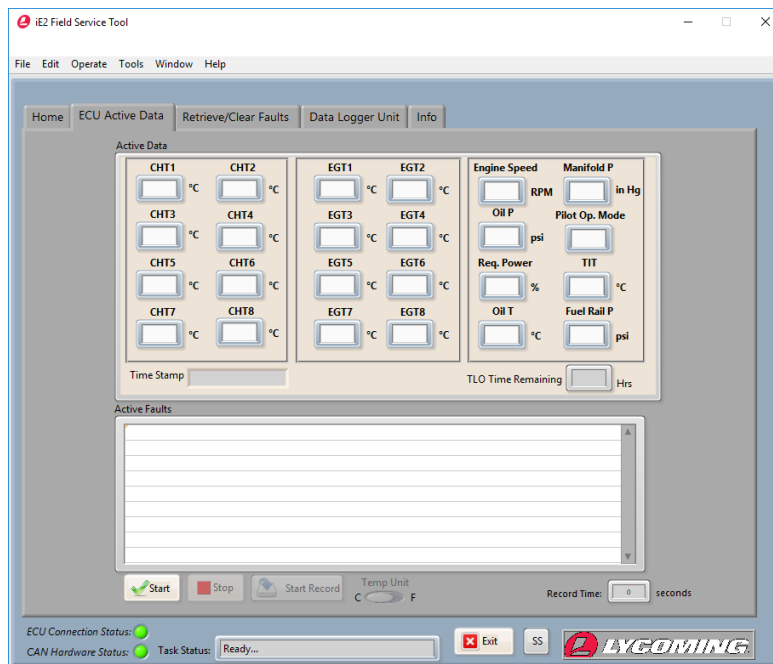 iE2 Field Service Tool
File Edit Operate Tools Window Help
Home ECU Active Data Retrieve/Clear Faults Data Logger Unit Info
Active Data
CHT1 CHT2 EGT1 EGT2 Engine Speed Manifold P
°C °C °C °C RPM in Hg
CHT3 CHT4 EGT3 EGT4 Oil P Pilot Op. Mode
°C °C °C °C psi
CHT5 CHT6 EGT5 EGT6 Req. Power TIT
°C °C °C °C % °C
CHT7 CHT8 EGT7 EGT8 Oil T Fuel Rail P
°C °C °C °C °C psi
Time Stamp TLO Time Remaining Hrs
Active Faults
Start Stop Start Record Temp Unit
C F Record Time: 0 seconds
ECU Connection Status:
CAN Hardware Status: Task Status: Ready... Exit SS LYCOMING